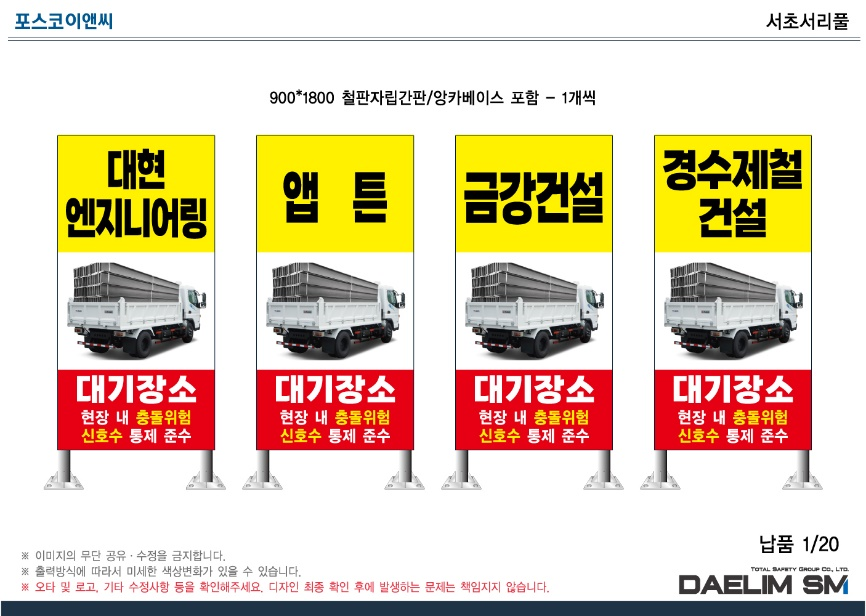 포스코이앤씨
서초서리풀
900*1800 철판자립간판/앙카베이스 포함 - 1개씩
대현
엔지니어링
대기장소
현장 내 충돌위험
신호수 통제 준수
앱 튼
대기장소
현장 내 충돌위험
신호수 통제 준수
금강건설
대기장소
현장 내 충돌위험
신호수 통제 준수
경수제철
건설
대기장소
현장 내 충돌위험
신호수 통제 준수
※ 이미지의 무단 공유·수정을 금지합니다.
※ 출력방식에 따라서 미세한 색상변화가 있을 수 있습니다.
※ 오타 및 로고, 기타 수정사항 등을 확인해주세요. 디자인 최종 확인 후에 발생하는 문제는 책임지지 않습니다.
납품 1/20
TOTAL SAFETY GROUP CO., LTD.
DAELIM SM